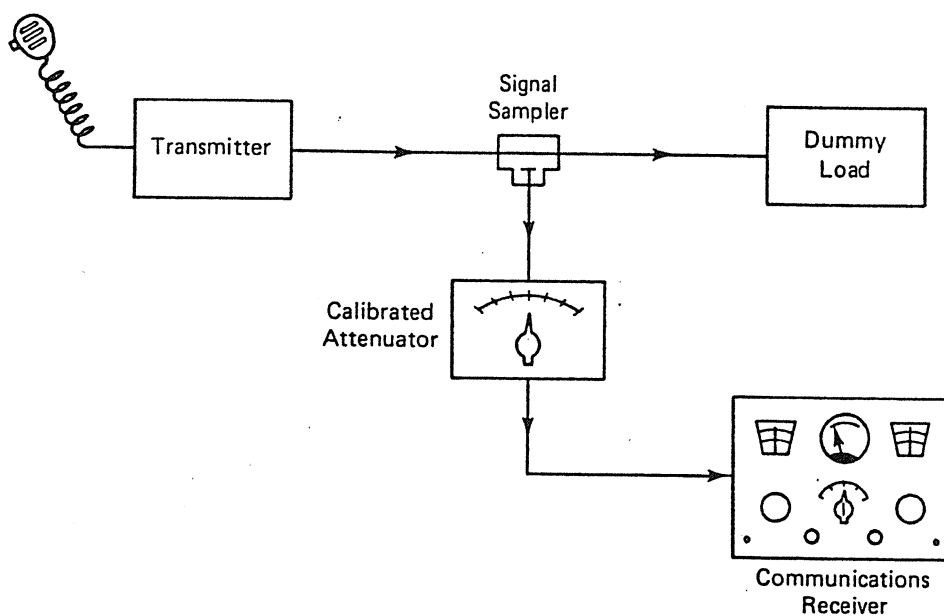 Signal
Sampler
Transmitter
Dummy
Load
Calibrated
Attenuator
Communications
Receiver